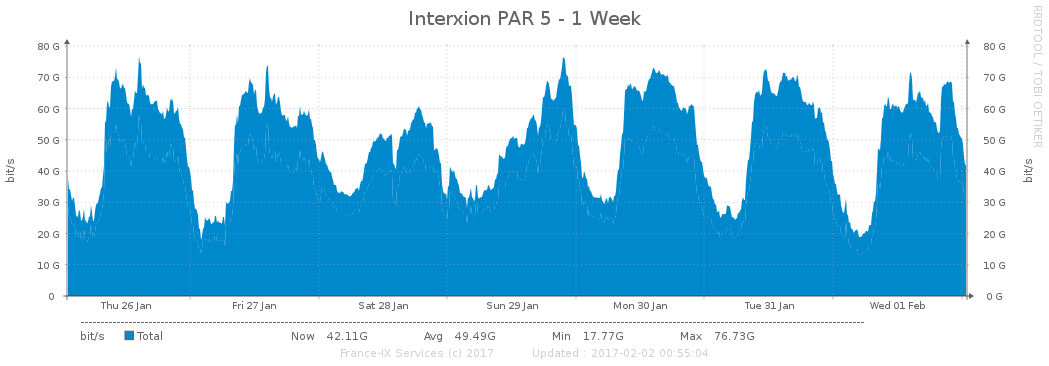 Interxion PAR 5 - 1 Week
RRDTOOL / TOBI OETIKER
80 G 80 G
70 G 70 G
60 G 60 G
50 G 50 G
40 G 40 G
30 G 30 G
20 G 20 G
10 G 10 G
0 0 G
bit/s
bit/s
Thu 26 Jan Fri 27 Jan Sat 28 Jan Sun 29 Jan Mon 30 Jan Tue 31 Jan Wed 01 Feb
bit/s Total Now 42.11G Avg 49.49G Min 17.77G Max 76.73G
France-IX Services (c) 2017 Updated : 2017-02-02 00:55:04